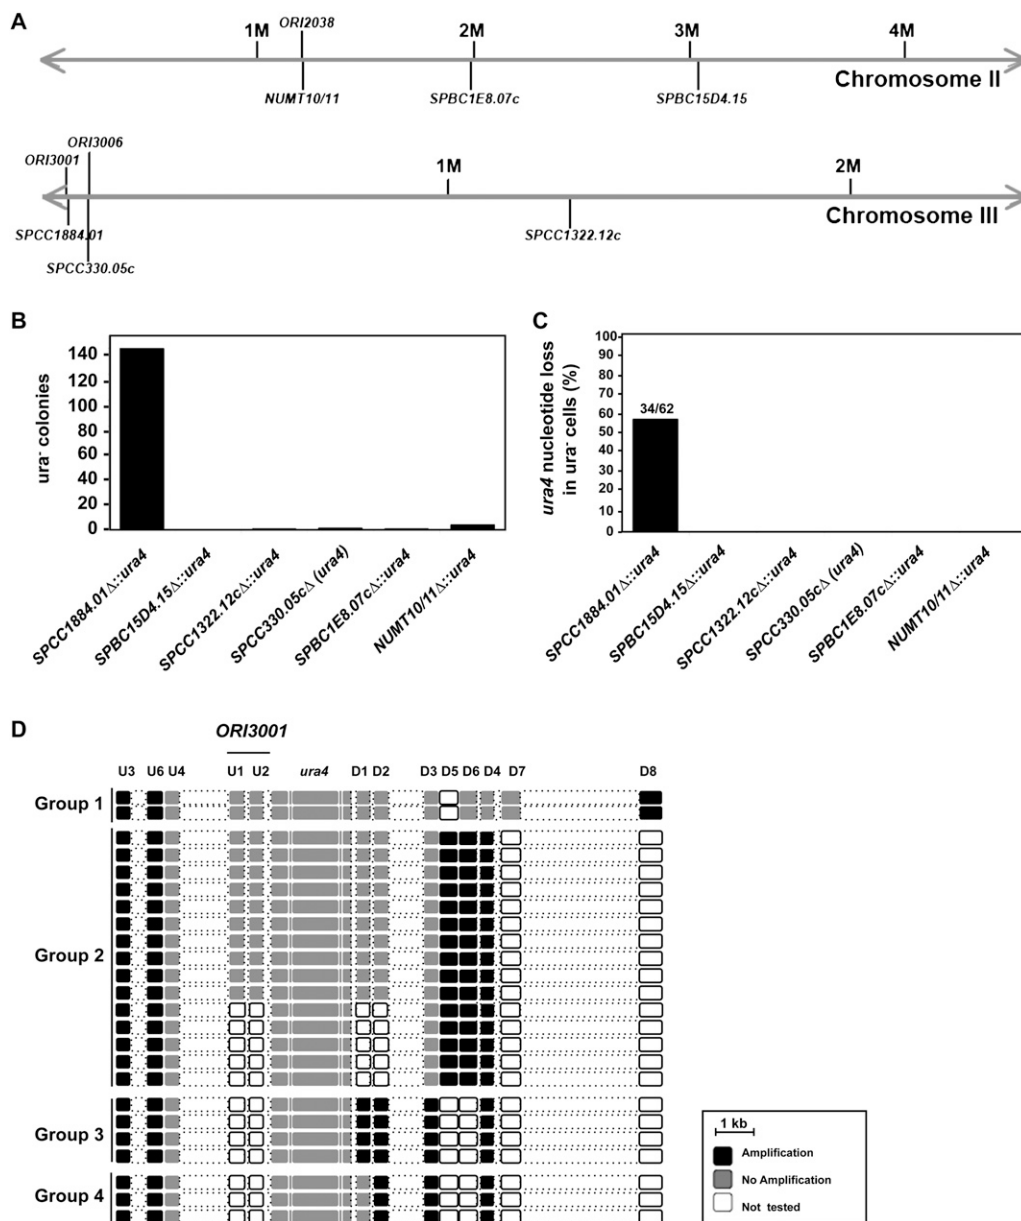 A
ORI2038
1M 2M 3M 4M
Chromosome II
NUMT10/11 SPBC1E8.07c SPBC15D4.15
ORI3006
ORI3001
1M 2M
Chromosome III
SPCC1884.01 SPCC1322.12c
SPCC330.05c
B
ura- colonies
140
120
100
80
60
40
20
0
SPCC1884.01Δ::ura4
SPBC15D4.15Δ::ura4
SPCC1322.12cΔ::ura4
SPCC330.05cΔ (ura4)
SPBC1E8.07cΔ::ura4
NUMT10/11Δ::ura4
C
ura4 nucleotide loss
in ura- cells (%)
100
90
80
70
60
50
40
30
20
10
0
34/62
SPCC1884.01Δ::ura4
SPBC15D4.15Δ::ura4
SPCC1322.12cΔ::ura4
SPCC330.05cΔ (ura4)
SPBC1E8.07cΔ::ura4
NUMT10/11Δ::ura4
D
ORI3001
U3 U6 U4 U1 U2 ura4 D1 D2 D3 D5 D6 D4 D7 D8
Group 1
Group 2
Group 3
Group 4
1 kb
Amplification
No Amplification
Not tested